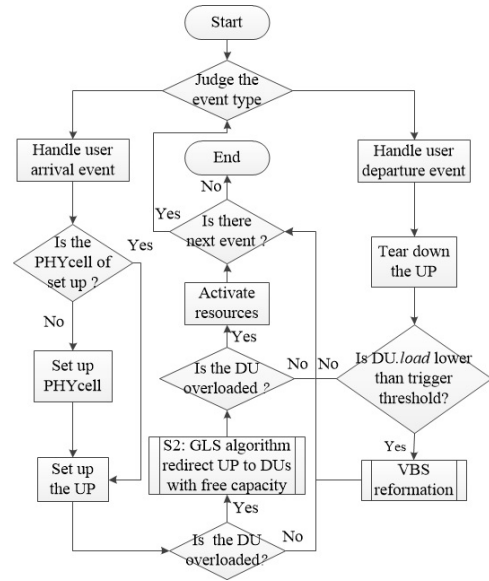 Start
Judge the
event type
Handle user
arrival event
End
Handle user
departure event
No
Yes
Is there
next event ?
Is the
PHYcell of
set up ?
Yes
Tear down
the UP
No
Activate
resources
Yes
Set up
PHYcell
Is the DU
overloaded ?
No
No
Is DU.load lower
than trigger
threshold?
Yes
S2: GLS algorithm
redirect UP to DUs
with free capacity
VBS
reformation
Set up
the UP
Yes
Is the DU
overloaded?
No